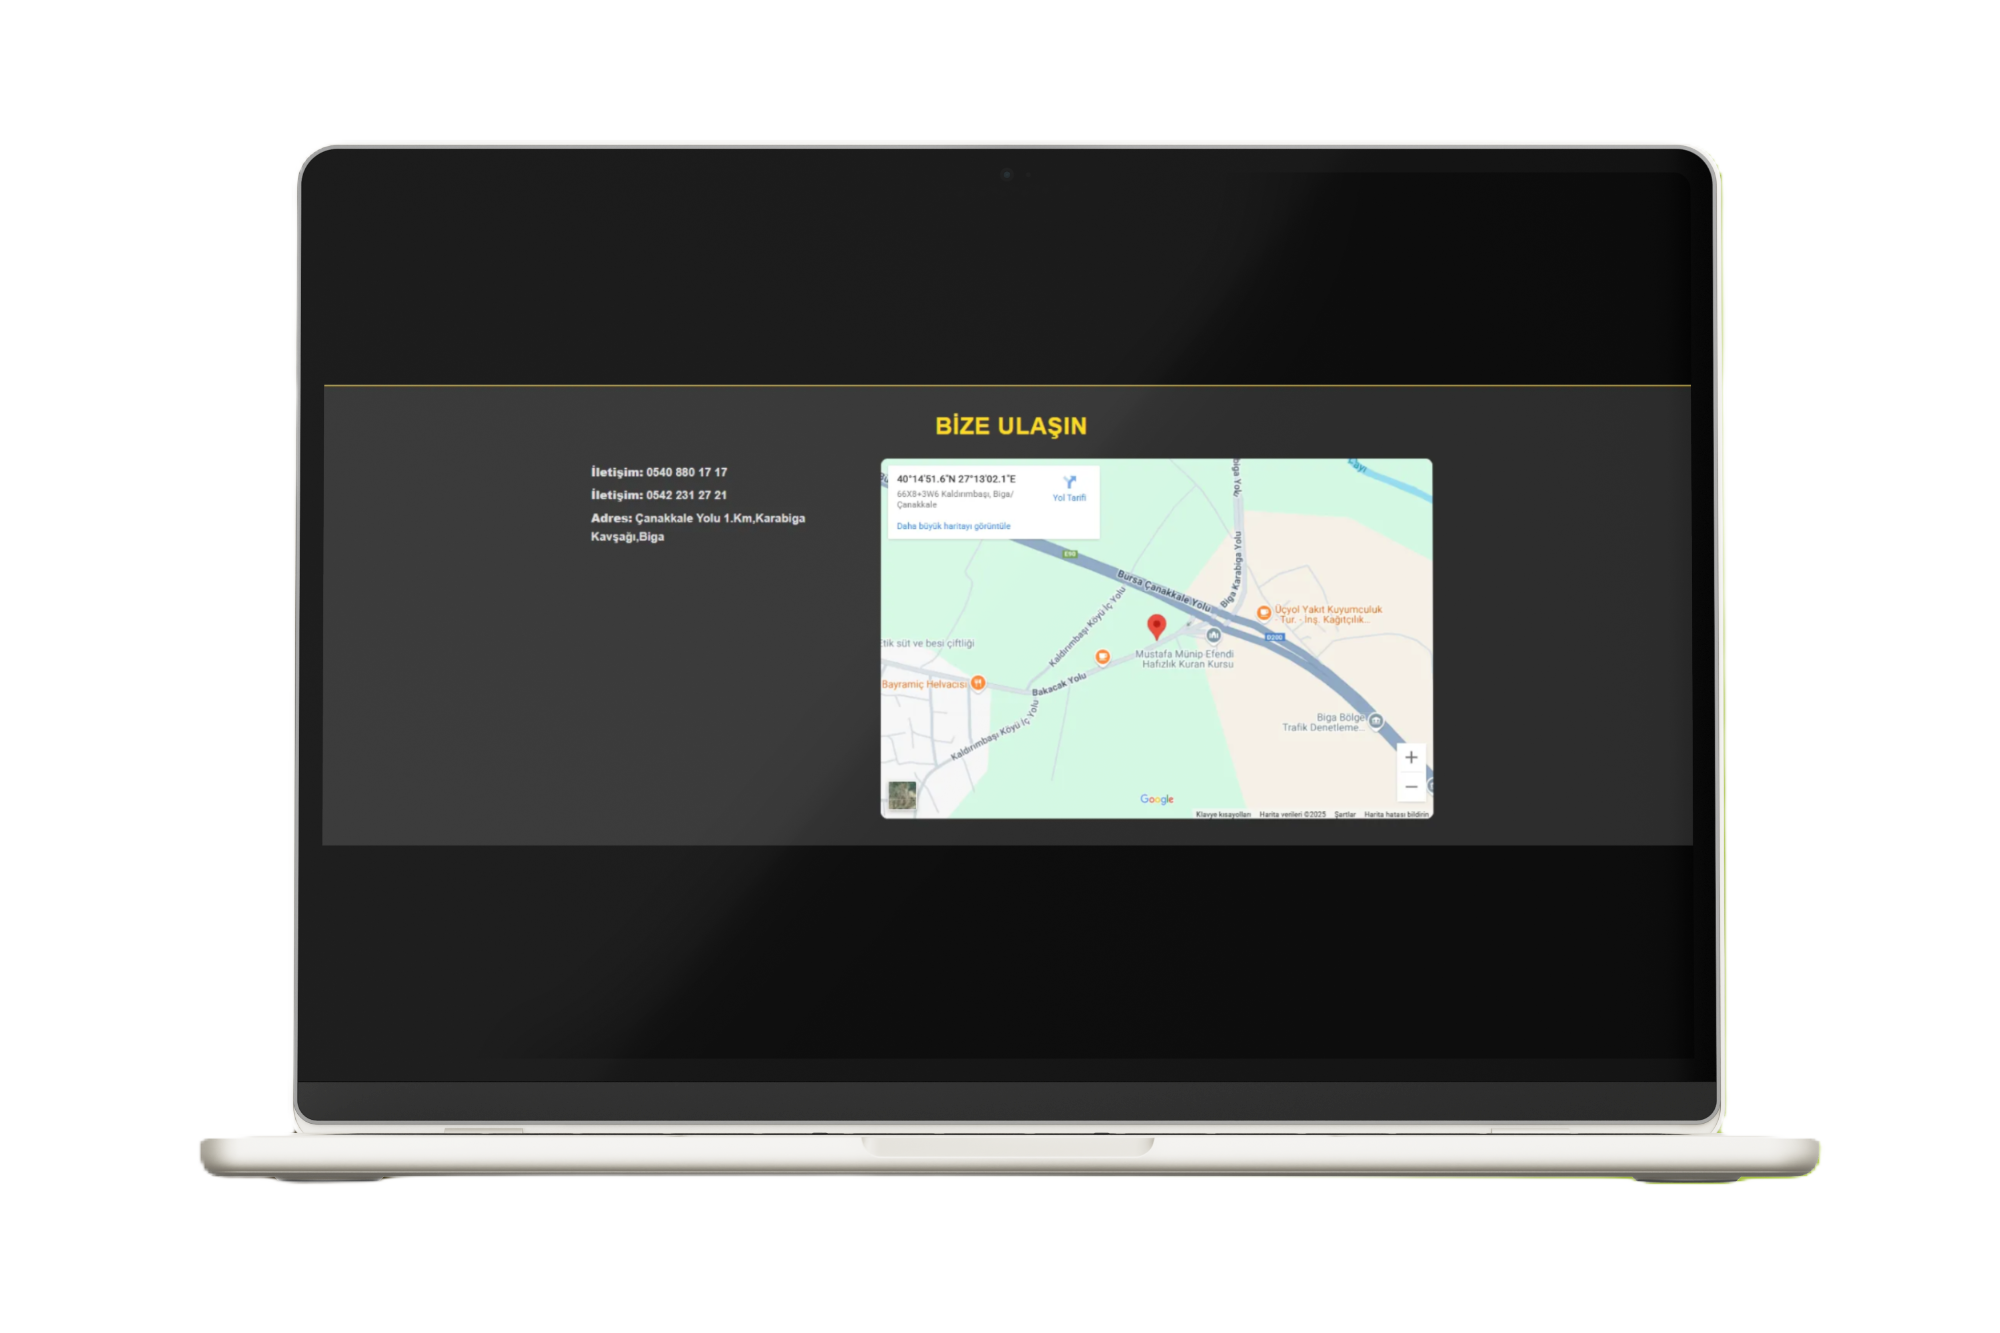 BİZE ULAŞIN
İletişim: 0540 880 17 17
İletişim: 0542 231 27 21
Adres: Çanakkale Yolu 1.Km,Karabiga
Kavşağı,Biga
40°14'51.6"N 27°13'02.1"E
66X8+3W6 Kaldırımbaşı, Biga/
Çanakkale
Yol Tarifi
Daha büyük haritayı görüntüle
Payı
Biga Yolu
E90
Bursa Çanakkale Yolu
Biga Karabiga Yolu
Üçyol Yakıt Kuyumculuk
- Tur. - Inş. Kağıtçılık...
D200
Kaldırımbaşı Köyü İç Yolu
Etik süt ve besi çiftliği
Mustafa Münip Efendi
Hafızlık Kuran Kursu
Bayramiç Helvacısı
Bakacak Yolu
Kaldırımbaşı Köyü İç Yolu
Biga Bölge
Trafik Denetleme...
+
−
Google
Klavye kısayolları Harita verileri ©2025 Şartlar Harita hatası bildirin